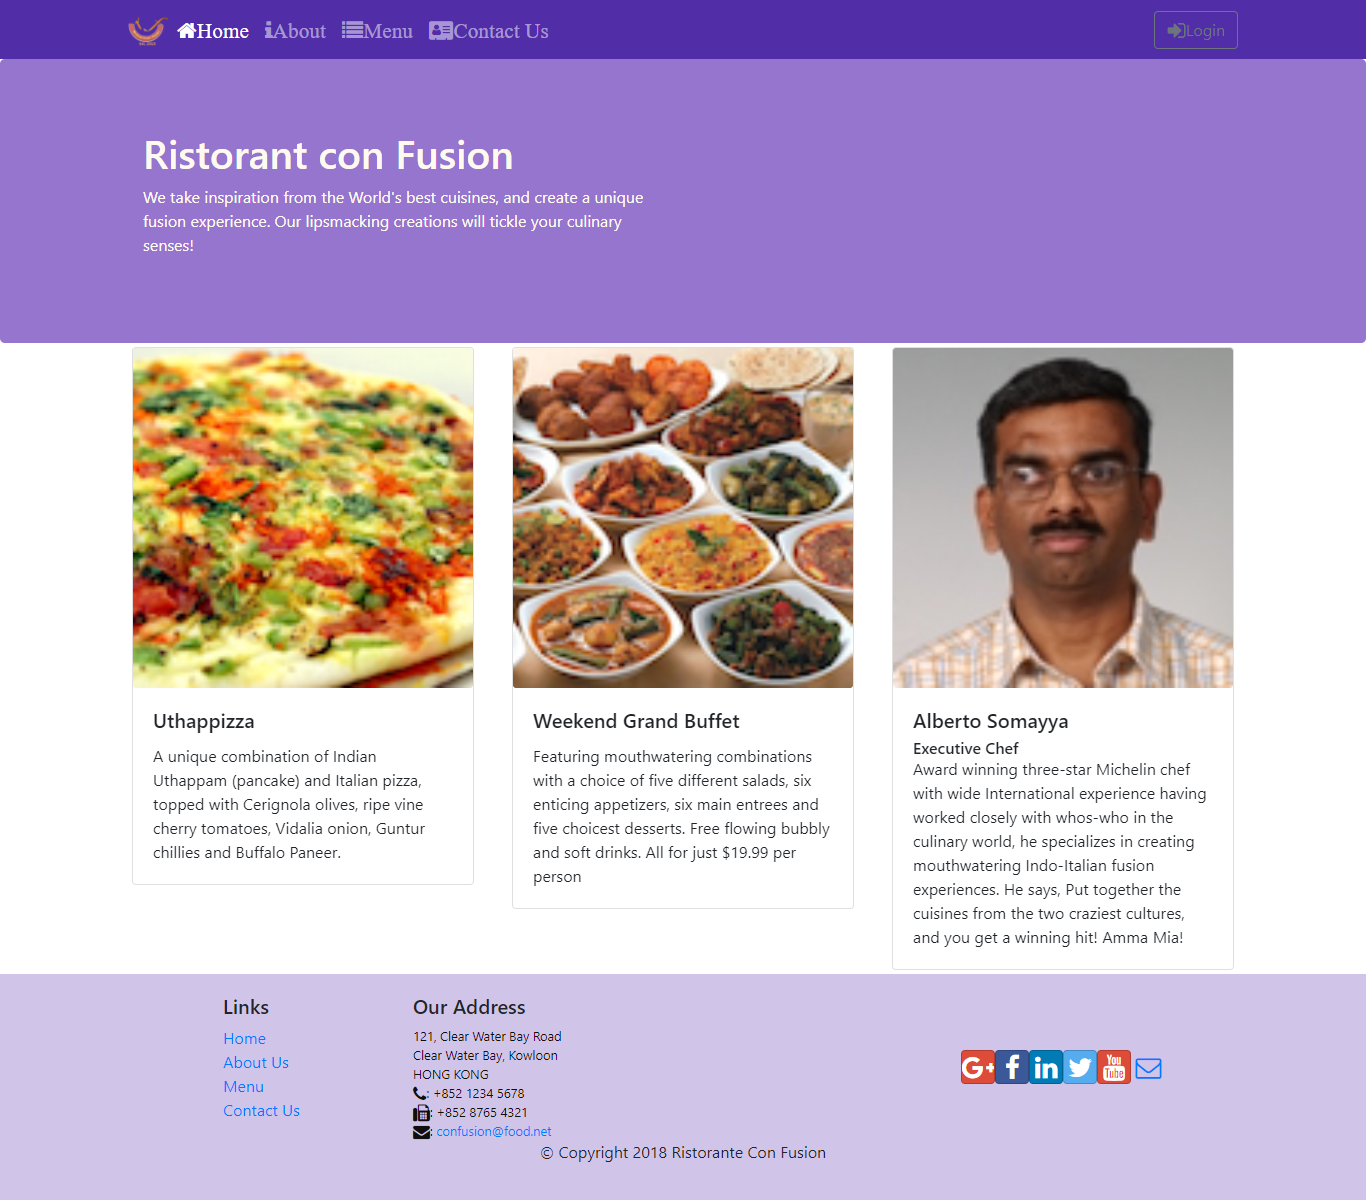 Home About Menu Contact Us Login
Ristorant con Fusion
We take inspiration from the World's best cuisines, and create a unique
fusion experience. Our lipsmacking creations will tickle your culinary
senses!
Uthappizza
A unique combination of Indian
Uthappam (pancake) and Italian pizza,
topped with Cerignola olives, ripe vine
cherry tomatoes, Vidalia onion, Guntur
chillies and Buffalo Paneer.
Weekend Grand Buffet
Featuring mouthwatering combinations
with a choice of five different salads, six
enticing appetizers, six main entrees and
five choicest desserts. Free flowing bubbly
and soft drinks. All for just $19.99 per
person
Alberto Somayya
Executive Chef
Award winning three-star Michelin chef
with wide International experience having
worked closely with whos-who in the
culinary world, he specializes in creating
mouthwatering Indo-Italian fusion
experiences. He says, Put together the
cuisines from the two craziest cultures,
and you get a winning hit! Amma Mia!
Links
Home
About Us
Menu
Contact Us
Our Address
121, Clear Water Bay Road
Clear Water Bay, Kowloon
HONG KONG
: +852 1234 5678
: +852 8765 4321
: confusion@food.net
G+ f in You Tube
© Copyright 2018 Ristorante Con Fusion